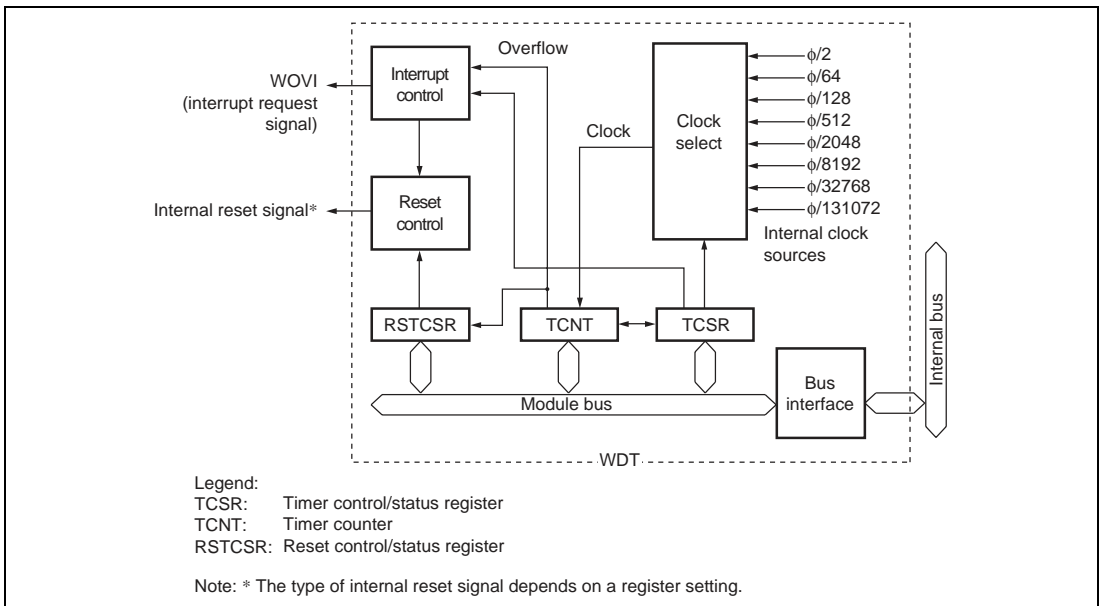 Overflow
Interrupt
control
WOVI
(interrupt request
signal)
Reset
control
Internal reset signal*
Clock
Clock
select
ϕ/2
ϕ/64
ϕ/128
ϕ/512
ϕ/2048
ϕ/8192
ϕ/32768
ϕ/131072
Internal clock
sources
RSTCSR
TCNT
TCSR
Bus
interface
Module bus
Internal bus
WDT
Legend:
TCSR: Timer control/status register
TCNT: Timer counter
RSTCSR: Reset control/status register
Note: * The type of internal reset signal depends on a register setting.